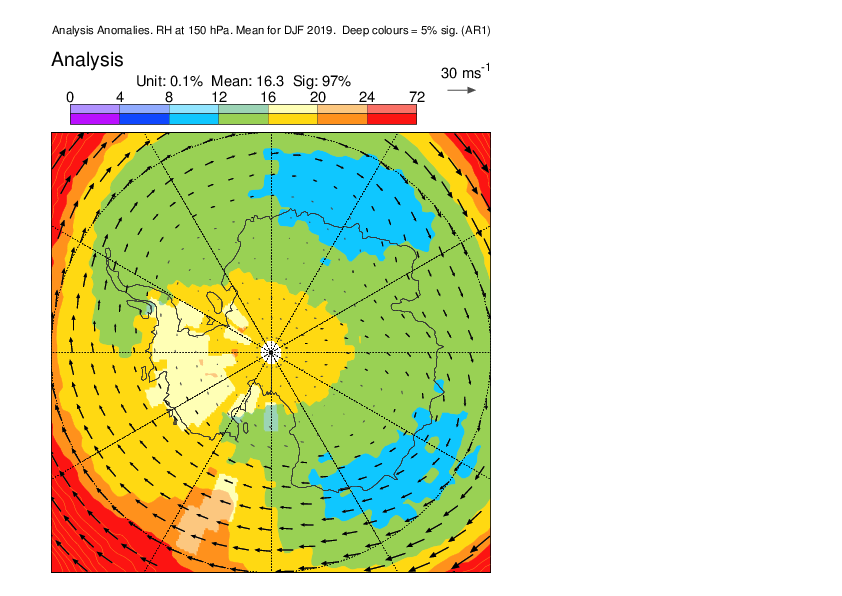 Analysis Anomalies. RH at 150 hPa. Mean for DJF 2019.  Deep colours = 5% sig. (AR1)
Analysis
30 ms-1
Unit: 0.1%  Mean: 16.3  Sig: 97%
0 4 8 12 16 20 24 72